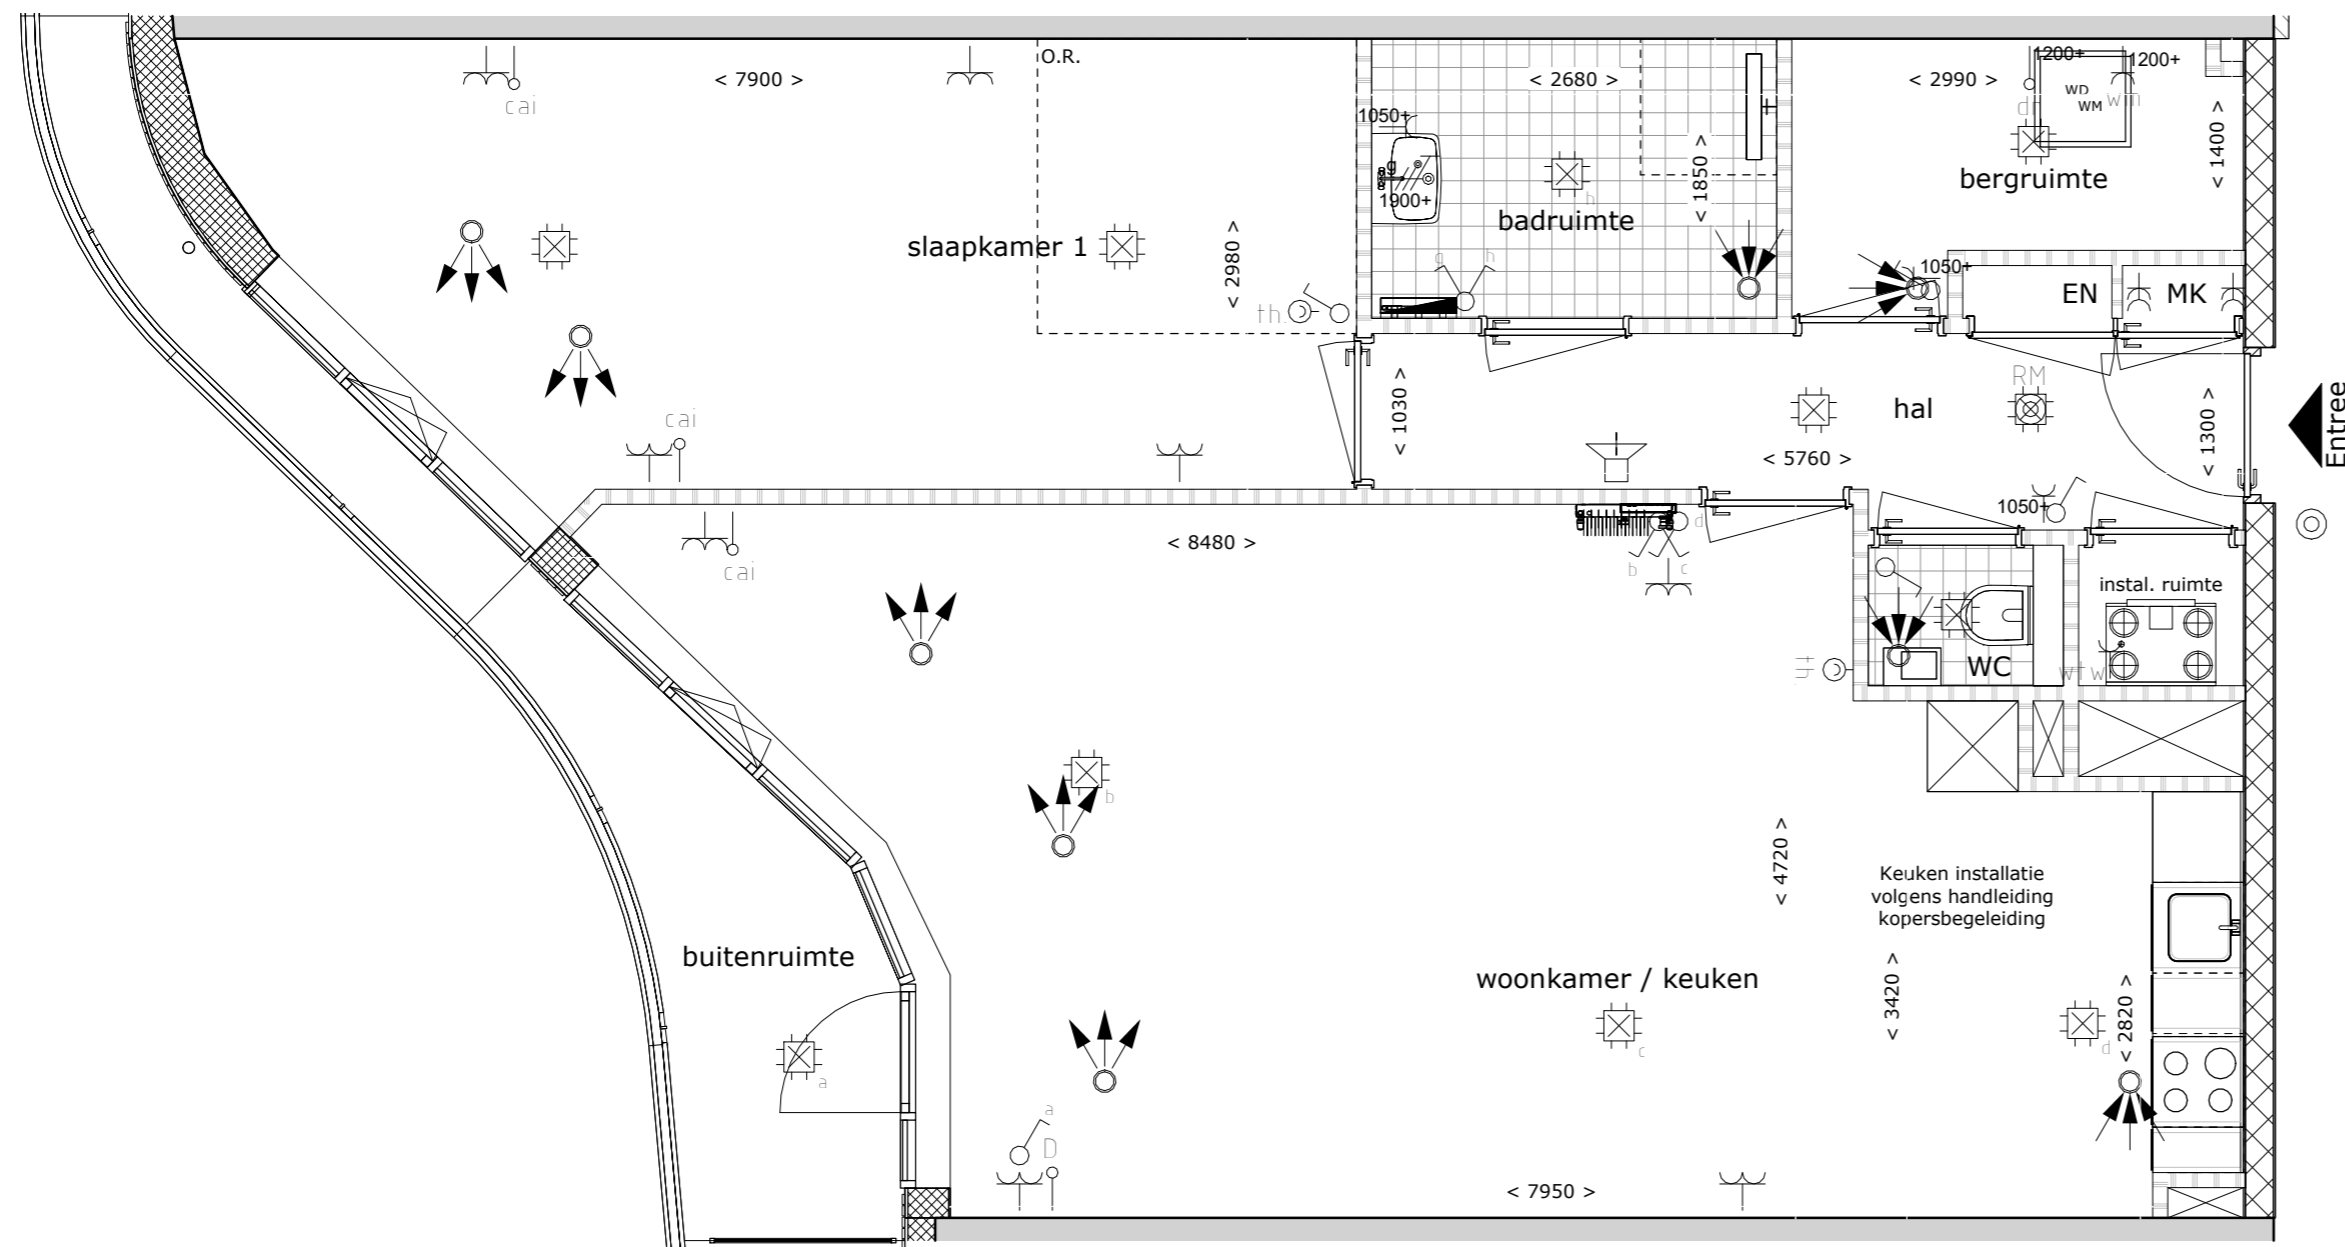 O.R.
1200+
1200+
< 7900 >
< 2680 >
< 2990 >
WD
WM
wm
cai
1050+
< 1400 >
g
bergruimte
h
1900+
< 1850 >
badruimte
slaapkamer 1
< 2980 >
g
h
1050+
EN
MK
th.
RM
hal
< 1030 >
< 1300 >
Entree
cai
< 5760 >
1050+
d
< 8480 >
cai
b
c
instal. ruimte
WC
wtw
th
b
< 4720 >
Keuken installatie
volgens handleiding
kopersbegeleiding
buitenruimte
woonkamer / keuken
< 3420 >
< 2820 >
c
d
a
a
D
< 7950 >